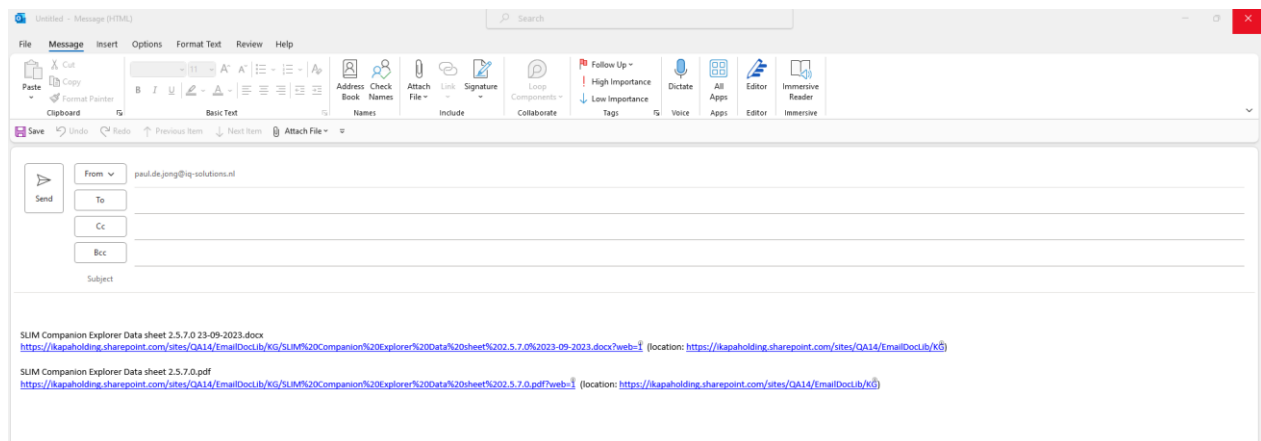 Untitled - Message (HTML)
Search
File Message Insert Options Format Text Review Help
Paste
Cut
Copy
Format Painter
Clipboard
11
B I U
Basic Text
Address Book
Check Names
Names
Attach File
Link
Signature
Include
Loop Components
Collaborate
Follow Up
High Importance
Low Importance
Tags
Dictate
Voice
All Apps
Apps
Editor
Editor
Immersive Reader
Immersive
Save Undo Redo Previous Item Next Item Attach File
Send
From paul.de.jong@iq-solutions.nl
To
Cc
Bcc
Subject
SLIM Companion Explorer Data sheet 2.5.7.0 23-09-2023.docx
https://ikapaholding.sharepoint.com/sites/QA14/EmailDocLib/KG/SLIM%20Companion%20Explorer%20Data%20sheet%202.5.7.0%2023-09-2023.docx?web=1 (location: https://ikapaholding.sharepoint.com/sites/QA14/EmailDocLib/KG)
SLIM Companion Explorer Data sheet 2.5.7.0.pdf
https://ikapaholding.sharepoint.com/sites/QA14/EmailDocLib/KG/SLIM%20Companion%20Explorer%20Data%20sheet%202.5.7.0.pdf?web=1 (location: https://ikapaholding.sharepoint.com/sites/QA14/EmailDocLib/KG)